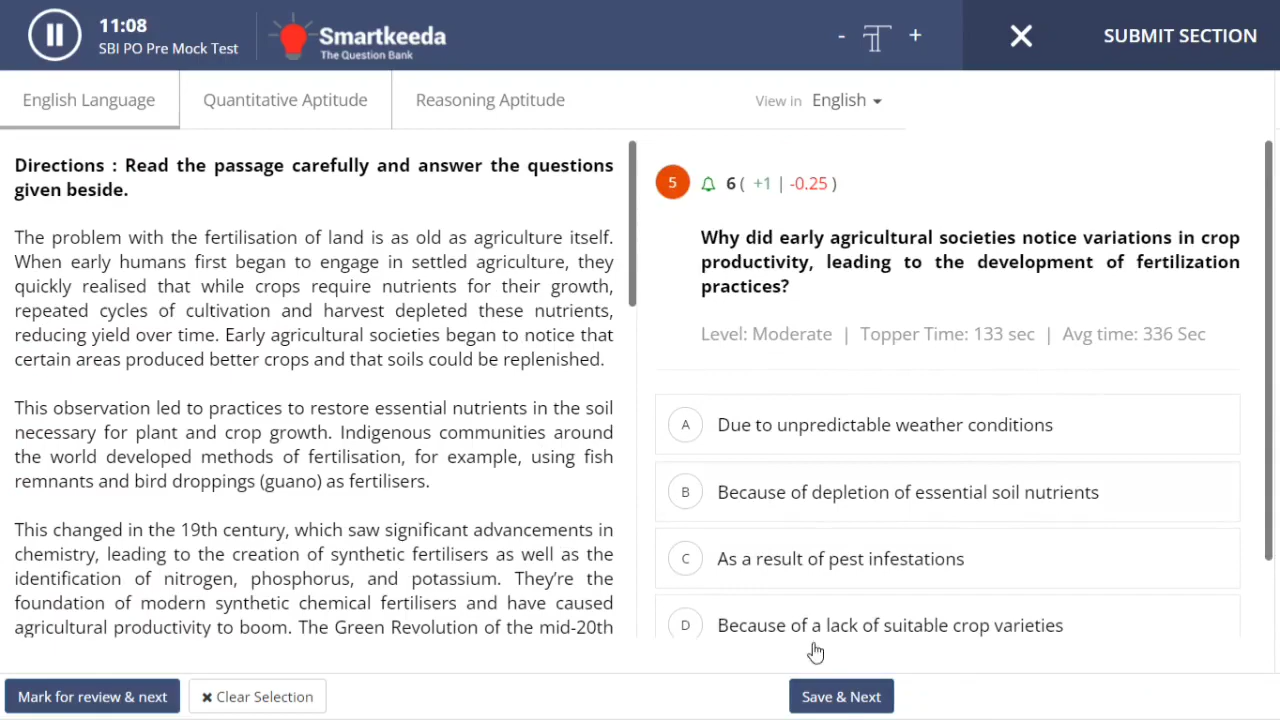 11:08
SBI PO Pre Mock Test
Smartkeeda
The Question Bank
- T +
SUBMIT SECTION
English Language
Quantitative Aptitude
Reasoning Aptitude
View in English
Directions : Read the passage carefully and answer the questions
given beside.
The problem with the fertilisation of land is as old as agriculture itself.
When early humans first began to engage in settled agriculture, they
quickly realised that while crops require nutrients for their growth,
repeated cycles of cultivation and harvest depleted these nutrients,
reducing yield over time. Early agricultural societies began to notice that
certain areas produced better crops and that soils could be replenished.
This observation led to practices to restore essential nutrients in the soil
necessary for plant and crop growth. Indigenous communities around
the world developed methods of fertilisation, for example, using fish
remnants and bird droppings (guano) as fertilisers.
This changed in the 19th century, which saw significant advancements in
chemistry, leading to the creation of synthetic fertilisers as well as the
identification of nitrogen, phosphorus, and potassium. They're the
foundation of modern synthetic chemical fertilisers and have caused
agricultural productivity to boom. The Green Revolution of the mid-20th
5 6 ( +1 | -0.25 )
Why did early agricultural societies notice variations in crop
productivity, leading to the development of fertilization
practices?
Level: Moderate | Topper Time: 133 sec | Avg time: 336 Sec
A Due to unpredictable weather conditions
B Because of depletion of essential soil nutrients
C As a result of pest infestations
D Because of a lack of suitable crop varieties
Mark for review & next
Clear Selection
Save & Next